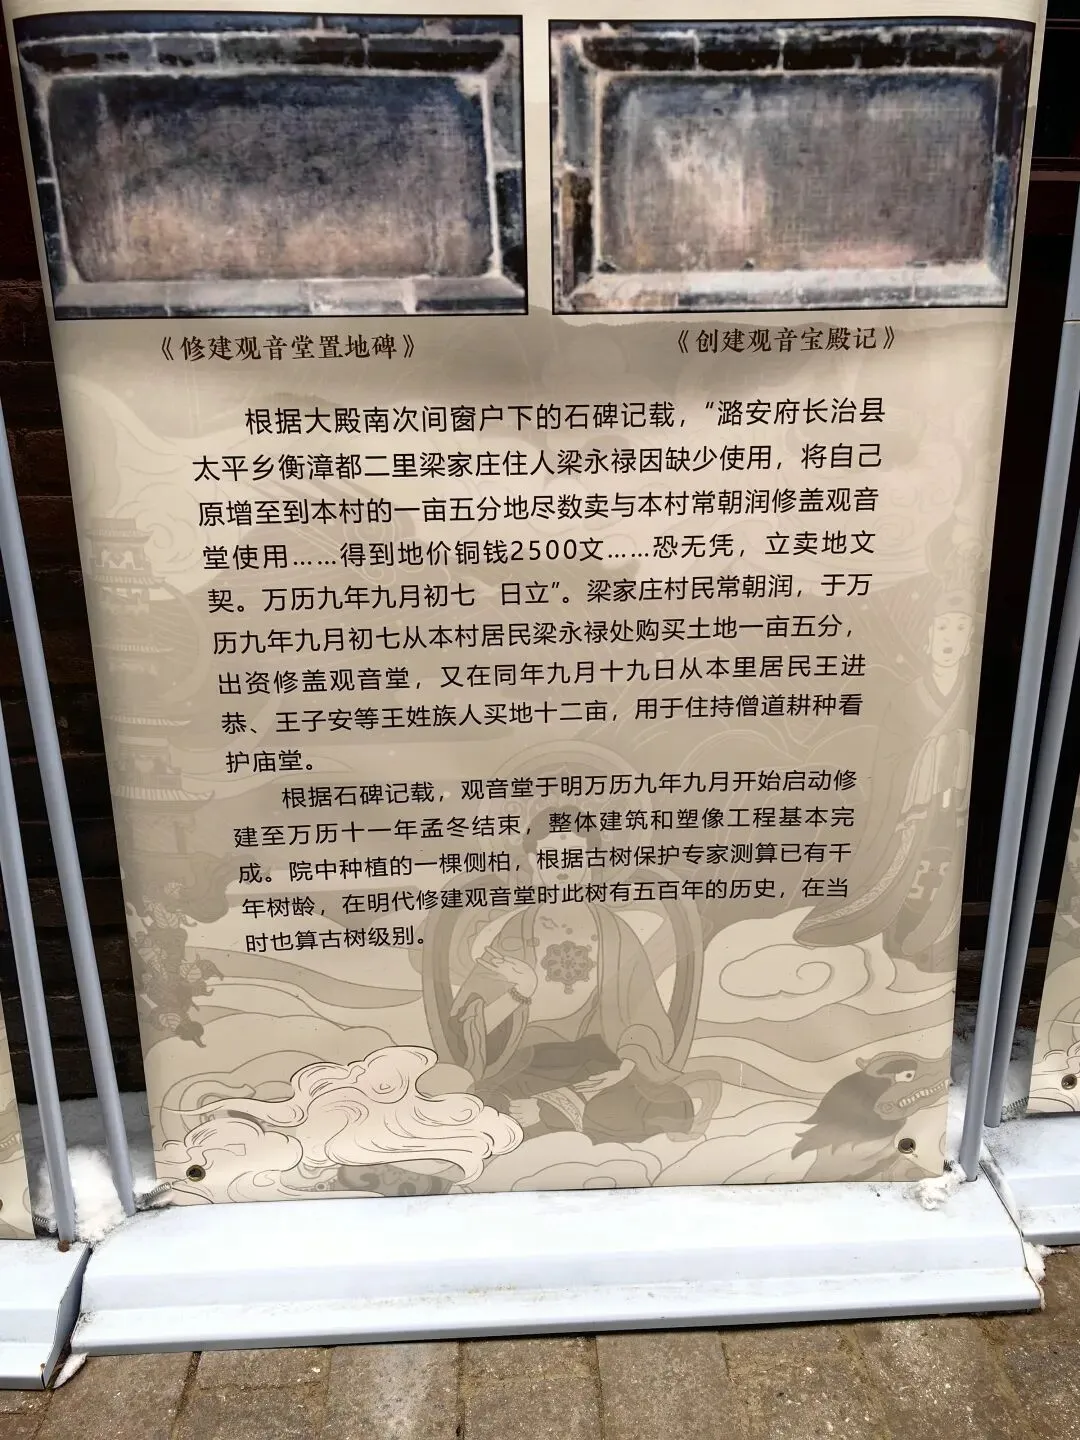 《修建观音堂置地碑》
《创建观音宝殿记》
根据大殿南次间窗户下的石碑记载，“潞安府长治县
太平乡衡漳都二里梁家庄住人梁永禄因缺少使用，将自己
原增至到本村的一亩五分地尽数卖与本村常朝润修盖观音
堂使用……得到地价铜钱2500文……恐无凭，立卖地文
契。万历九年九月初七 日立”。梁家庄村民常朝润，于万
历九年九月初七从本村居民梁永禄处购买土地一亩五分，
出资修盖观音堂，又在同年九月十九日从本里居民王进
恭、王子安等王姓族人买地十二亩，用于住持僧道耕种看
护庙堂。
根据石碑记载，观音堂于明万历九年九月开始启动修
建至万历十一年孟冬结束，整体建筑和塑像工程基本完
成。院中种植的一棵侧柏，根据古树保护专家测算已有千
年树龄，在明代修建观音堂时此树有五百年的历史，在当
时也算古树级别。